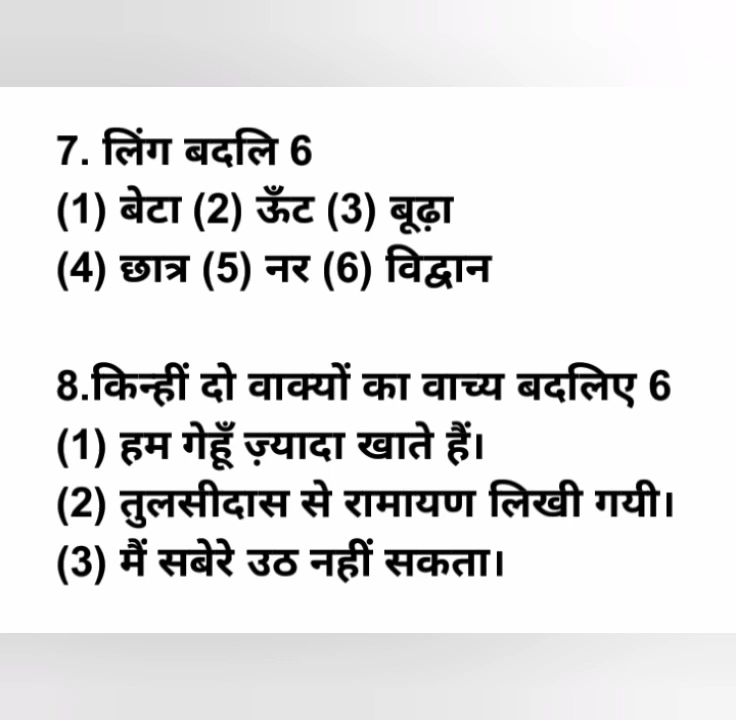 7. लिंग बदलि 6
(1) बेटा (2) ऊँट (3) बूढ़ा
(4) छात्र (5) नर (6) विद्वान
8.किन्हीं दो वाक्यों का वाच्य बदलिए 6
(1) हम गेहूँ ज़्यादा खाते हैं।
(2) तुलसीदास से रामायण लिखी गयी।
(3) मैं सबेरे उठ नहीं सकता।